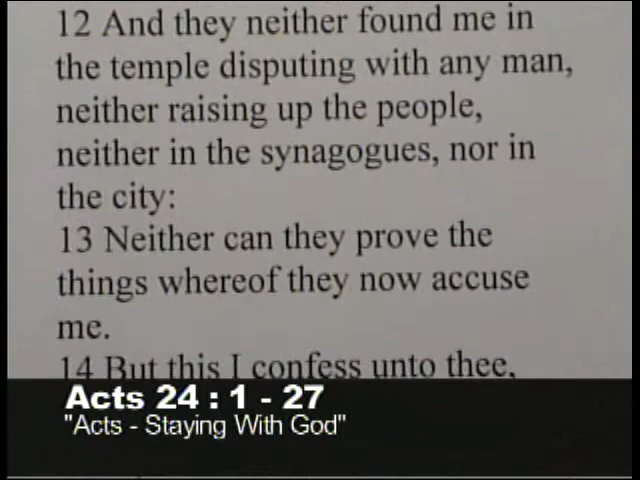 12 And they neither found me in
the temple disputing with any man,
neither raising up the people,
neither in the synagogues, nor in
the city:
13 Neither can they prove the
things whereof they now accuse
me.
14 But this I confess unto thee,
Acts 24 : 1 - 27
"Acts - Staying With God"